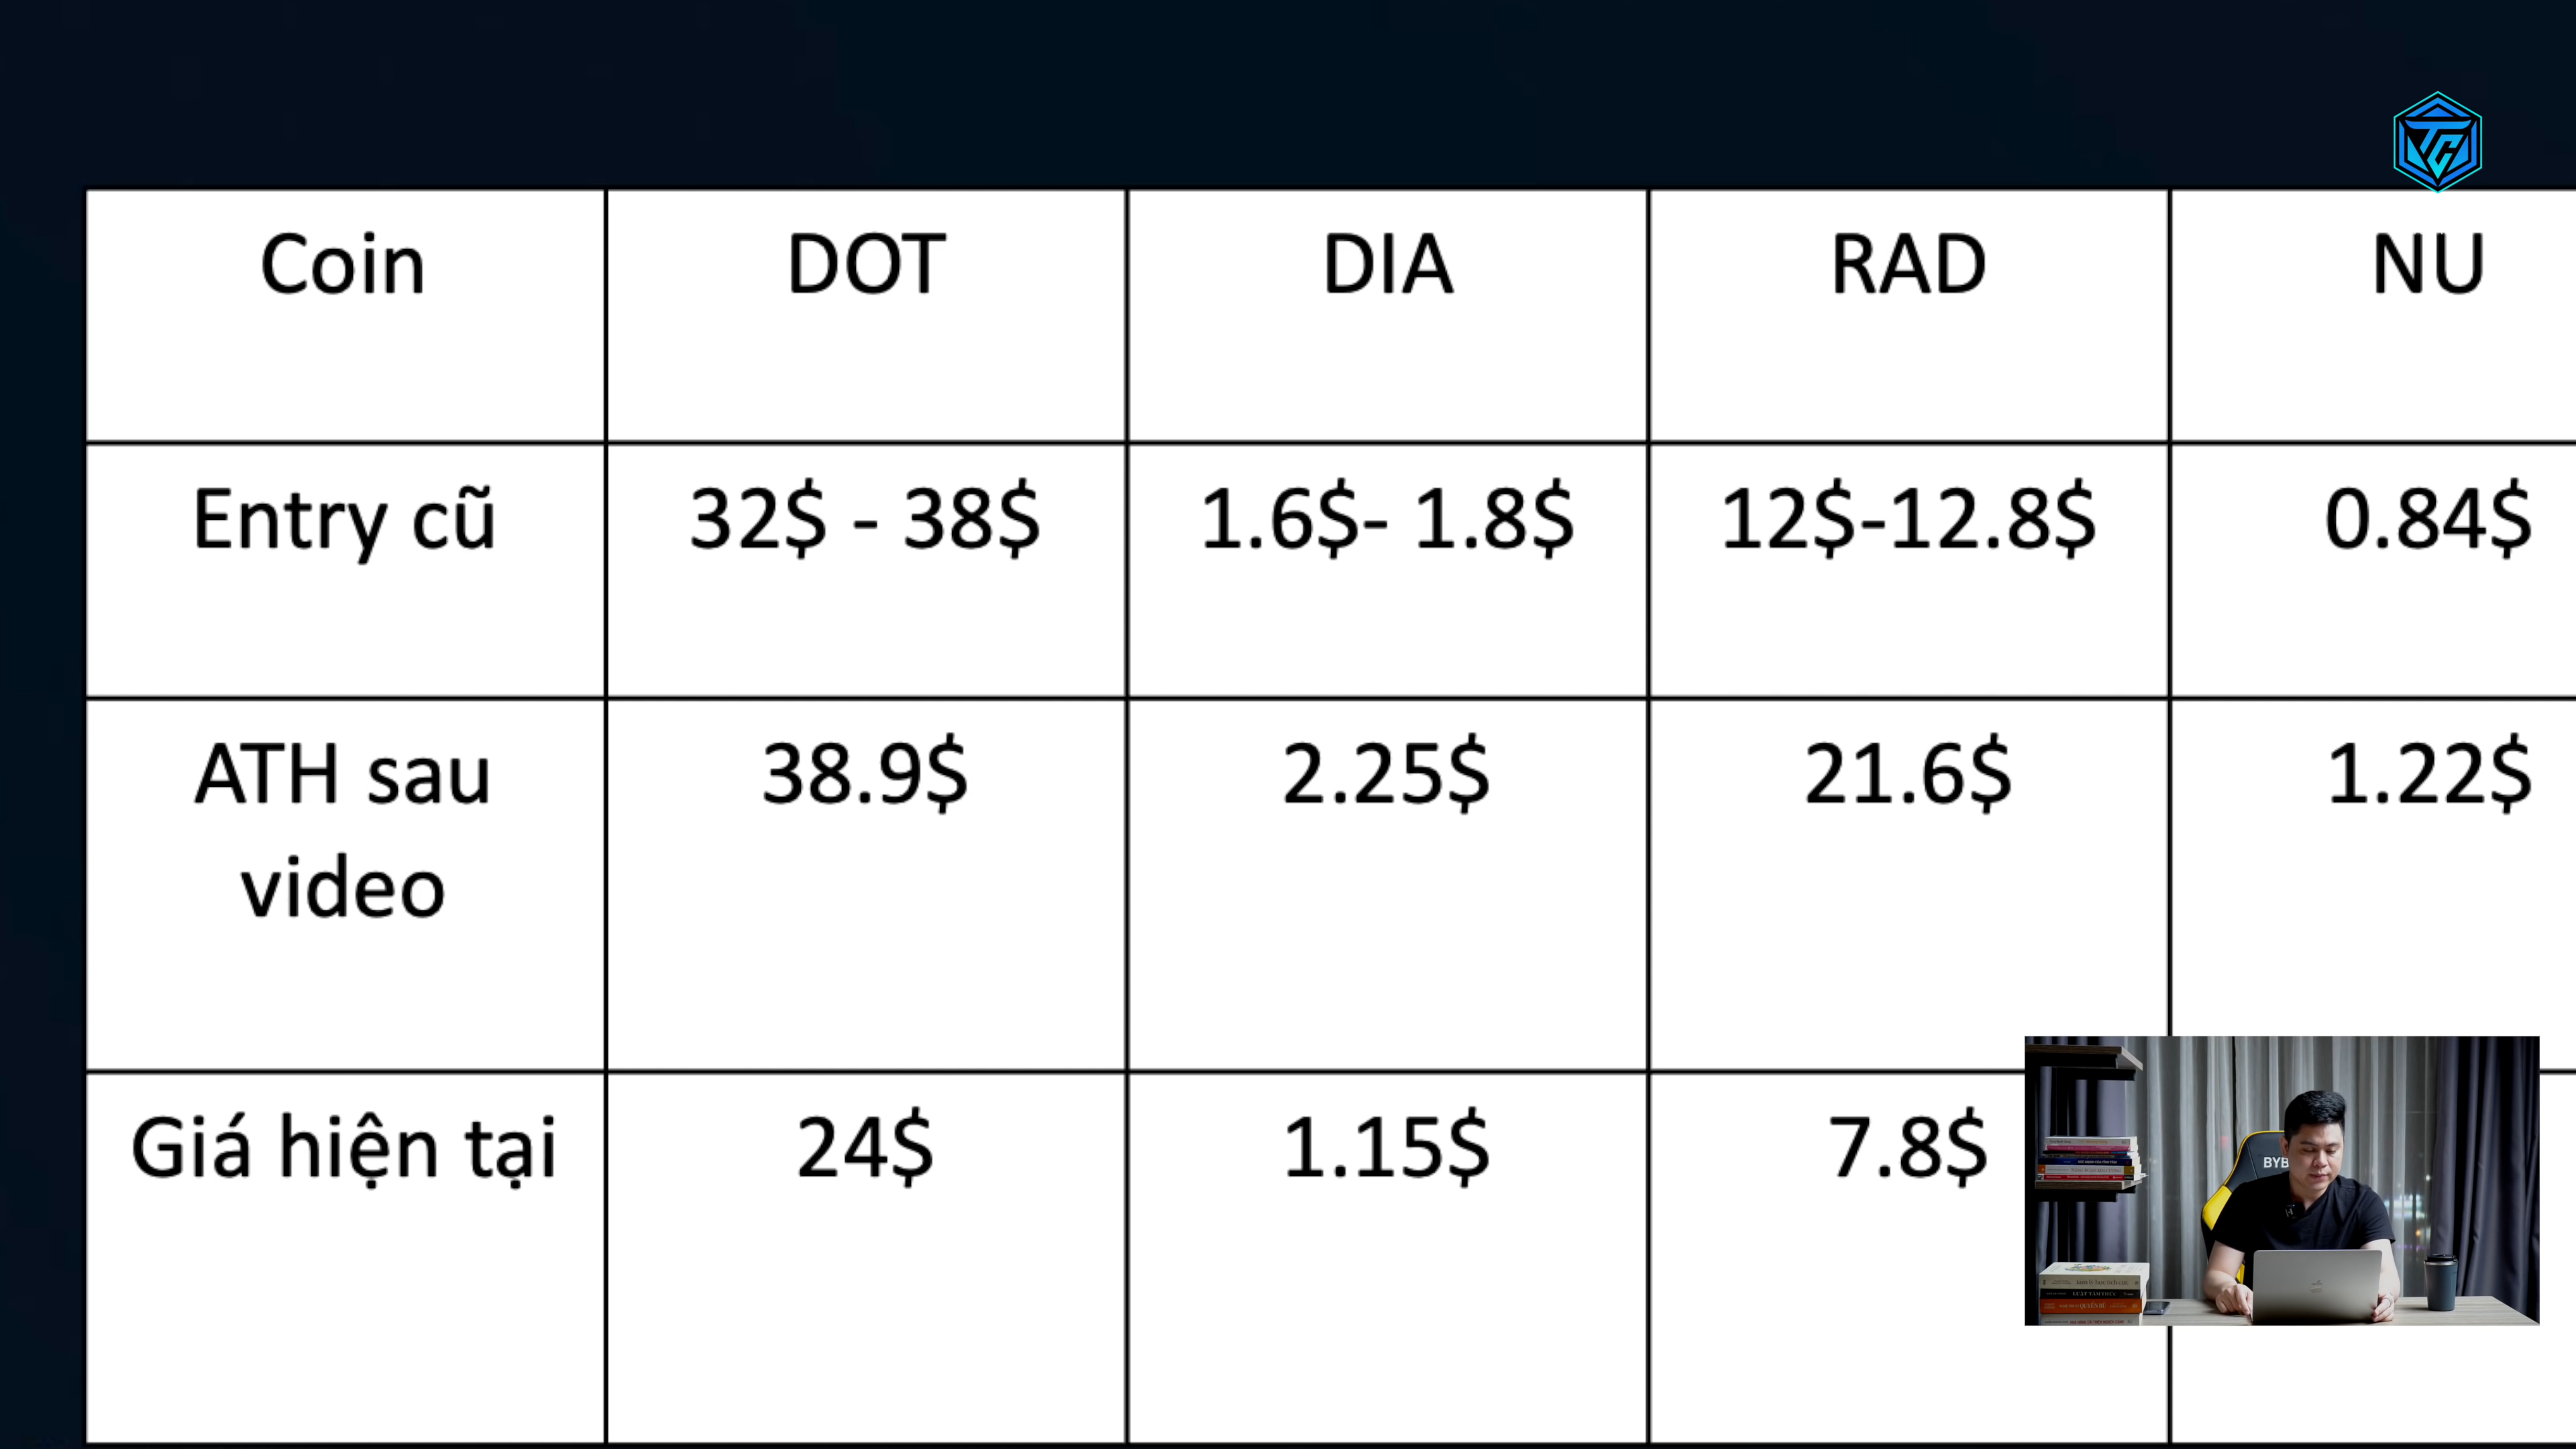 Coin DOT DIA RAD NU
Entry cũ 32$ - 38$ 1.6$- 1.8$ 12$-12.8$ 0.84$
ATH sau 38.9$ 2.25$ 21.6$ 1.22$
video
Giá hiện tại 24$ 1.15$ 7.8$
BYB